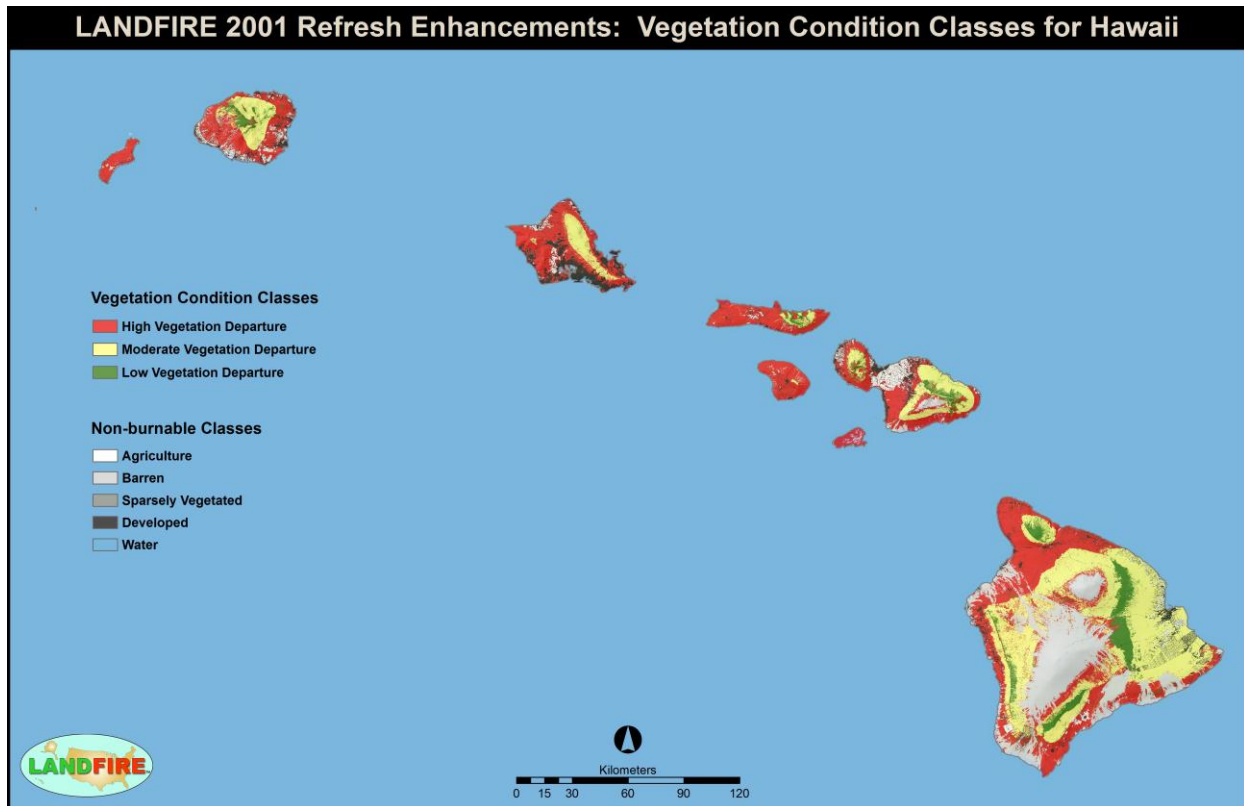 LANDFIRE 2001 Refresh Enhancements: Vegetation Condition Classes for Hawaii
Vegetation Condition Classes
High Vegetation Departure
Moderate Vegetation Departure
Low Vegetation Departure
Non-burnable Classes
Agriculture
Barren
Sparsely Vegetated
Developed
Water
LANDFIRE
Kilometers
0 15 30 60 90 120